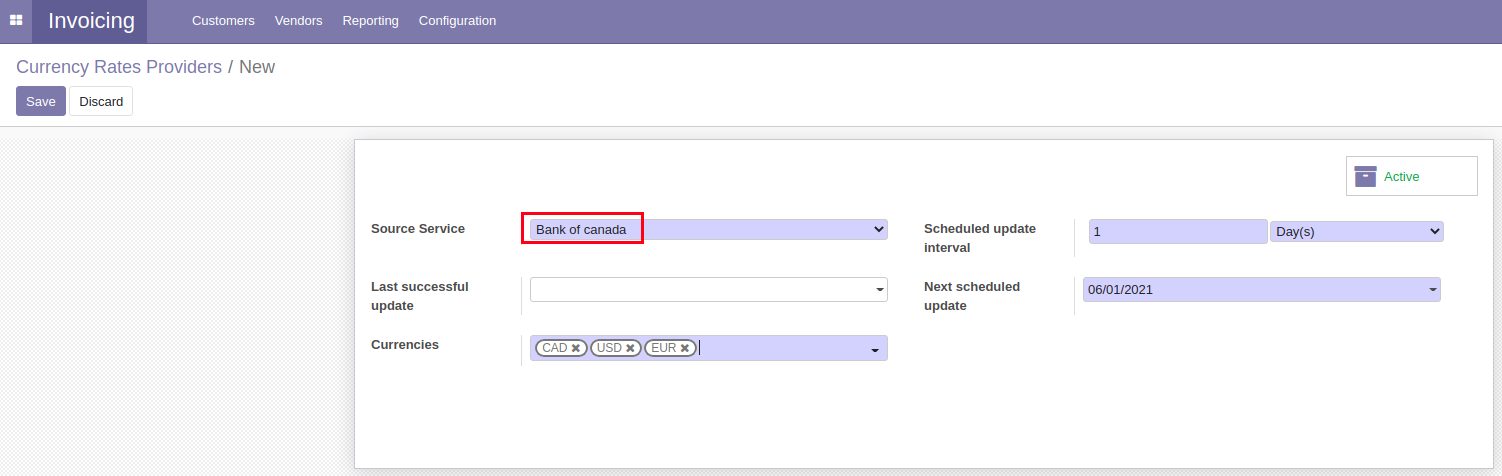 Invoicing Customers Vendors Reporting Configuration
Currency Rates Providers / New
Save Discard
Active
Source Service Bank of canada
Scheduled update interval 1 Day(s)
Last successful update
Next scheduled update 06/01/2021
Currencies CAD USD EUR